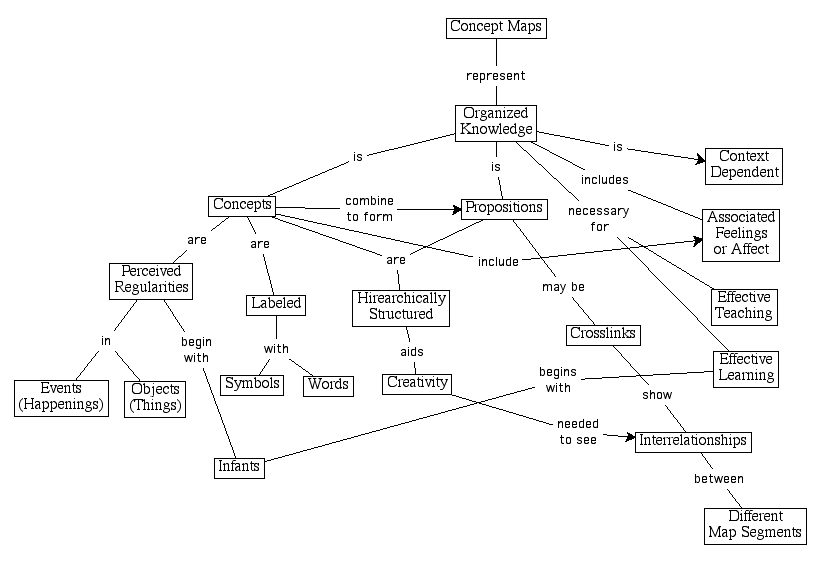 Concept Maps
represent
Organized
Knowledge
is
is
is
Context
Dependent
includes
Concepts
combine
to form
Propositions
necessary
for
Associated
Feelings
or Affect
are
are
are
include
Perceived
Regularities
Labeled
Hirearchically
Structured
may be
Effective
Teaching
in
begin
with
with
aids
Crosslinks
Effective
Learning
Events
(Happenings)
Objects
(Things)
Symbols
Words
Creativity
begins
with
show
needed
to see
Interrelationships
Infants
between
Different
Map Segments